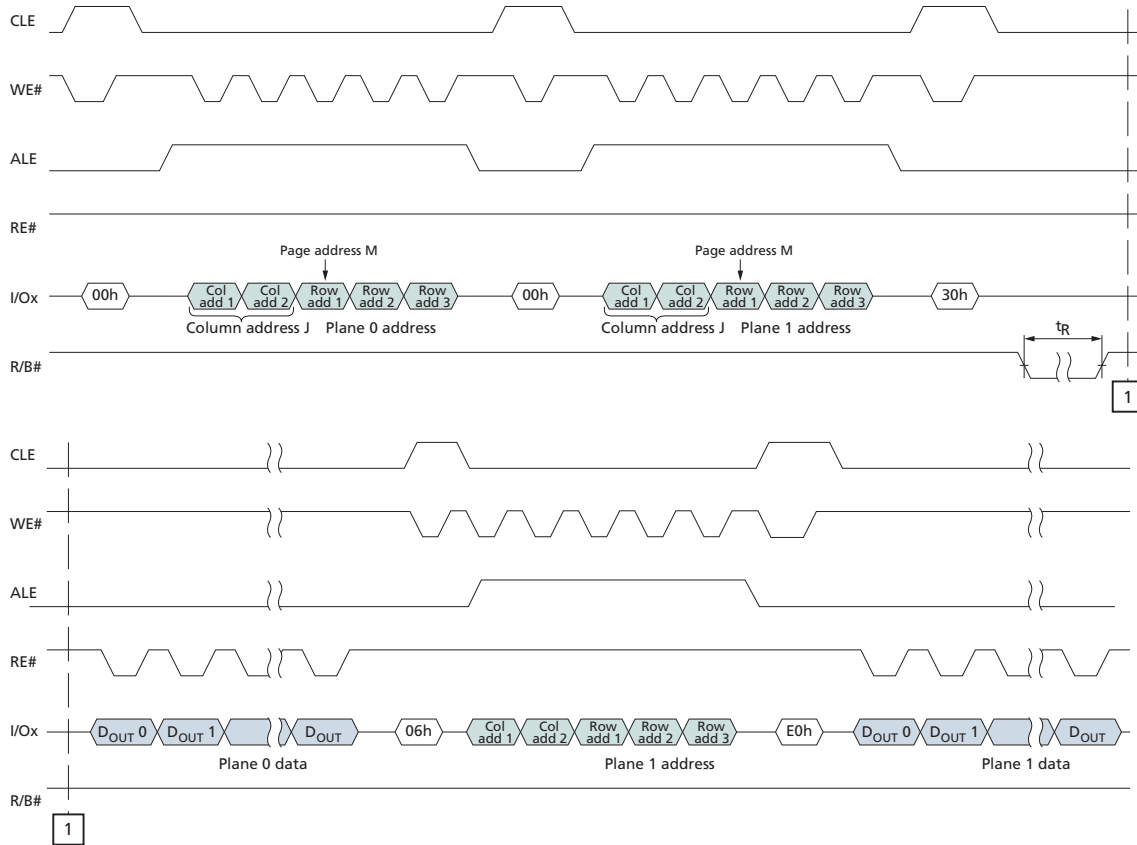 CLE
WE#
ALE
RE#
Page address M
Page address M
I/Ox
00h
Col add 1
Col add 2
Row add 1
Row add 2
Row add 3
00h
Col add 1
Col add 2
Row add 1
Row add 2
Row add 3
30h
Column address J
Plane 0 address
Column address J
Plane 1 address
tR
R/B#
1
CLE
WE#
ALE
RE#
I/Ox
DOUT 0
DOUT 1
DOUT
06h
Col add 1
Col add 2
Row add 1
Row add 2
Row add 3
E0h
DOUT 0
DOUT 1
DOUT
Plane 0 data
Plane 1 address
Plane 1 data
R/B#
1